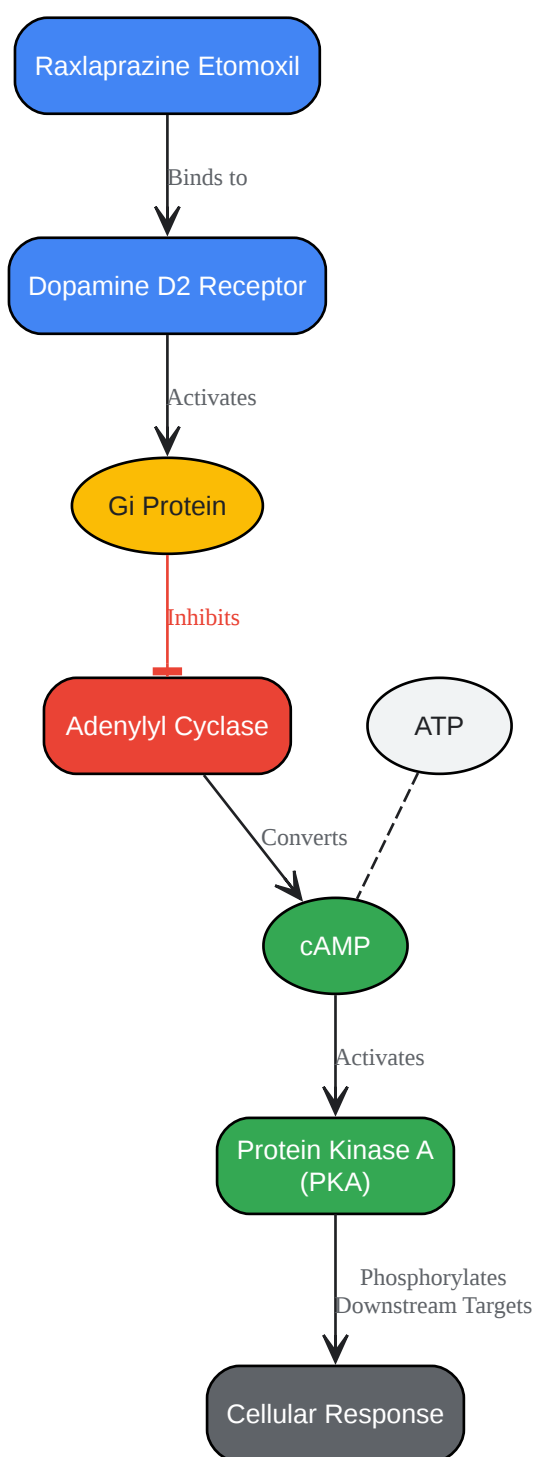 Raxlaprazine Etomoxil
Binds to
Dopamine D2 Receptor
Activates
Gi Protein
Inhibits
Adenylyl Cyclase
ATP
Converts
cAMP
Activates
Protein Kinase A
(PKA)
Phosphorylates
Downstream Targets
Cellular Response